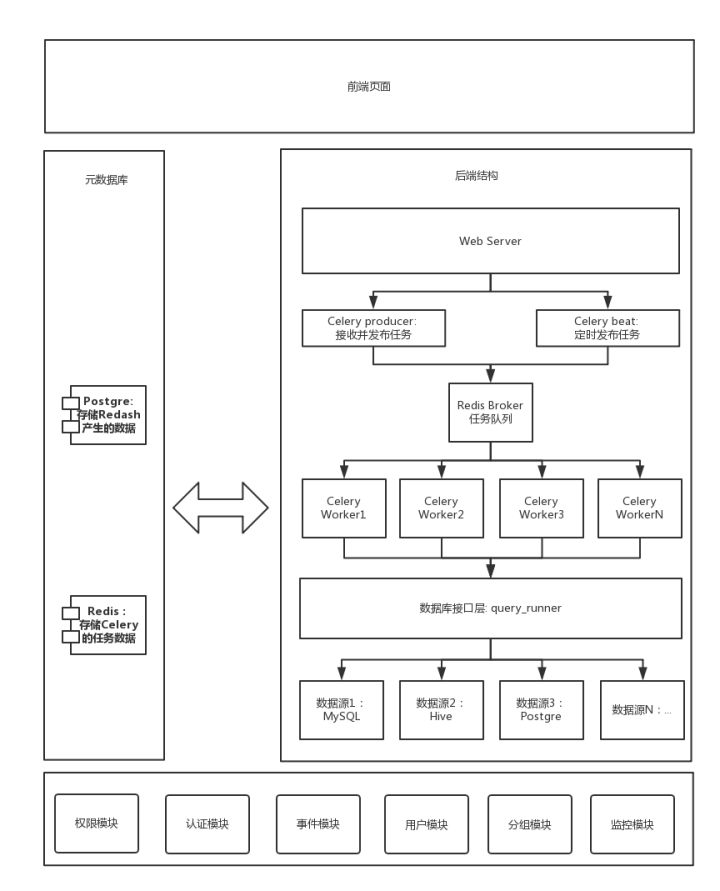 前端页面
元数据库
Postgre:
存储Redash
产生的数据
Redis：
存储Celery
的任务数据
后端结构
Web Server
Celery producer:
接收并发布任务
Celery beat:
定时发布任务
Redis Broker
任务队列
Celery
Worker1
Celery
Worker2
Celery
Worker3
Celery
WorkerN
数据库接口层: query_runner
数据源1：
MySQL
数据源2：
Hive
数据源3：
Postgre
数据源N：...
权限模块
认证模块
事件模块
用户模块
分组模块
监控模块